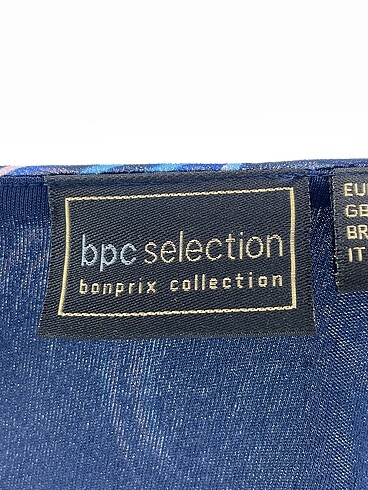 bpc selection
bonprix collection
EU
GB
BR
IT